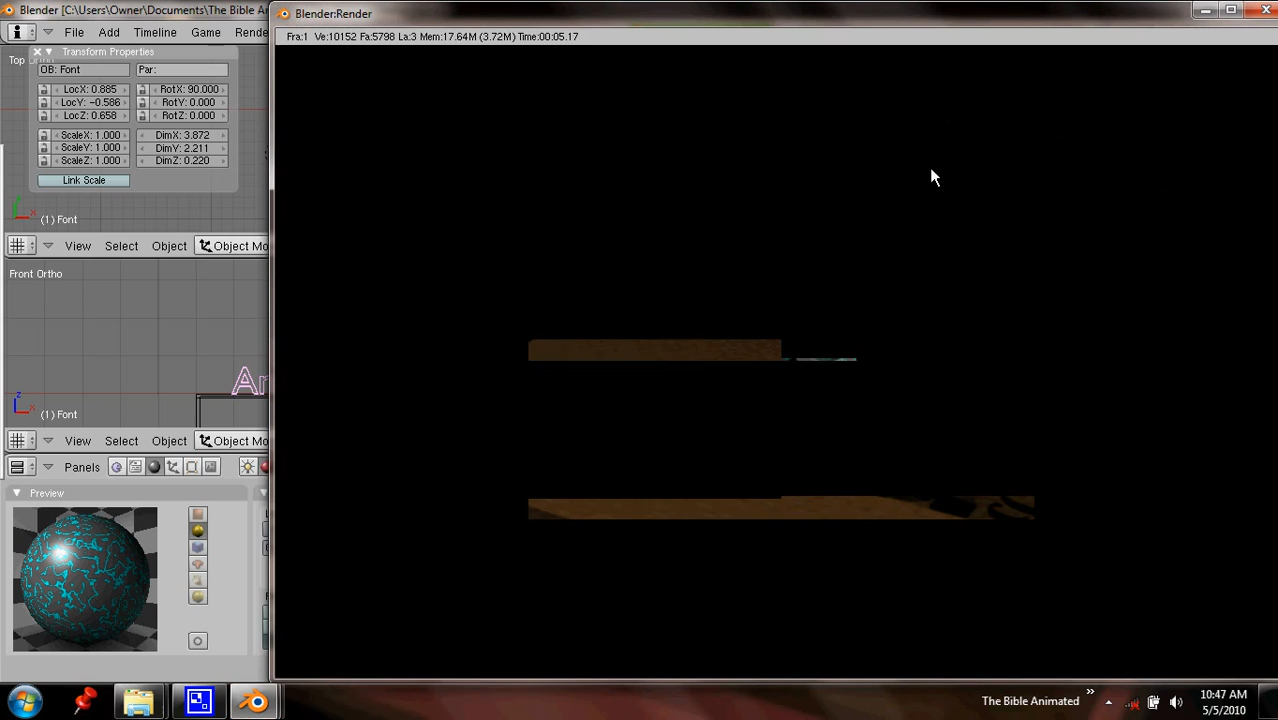 Blender [C:\Users\Owner\Documents\The Bible An
Blender:Render
File Add Timeline Game Rende
Fra:1 Ve:10152 Fa:5798 La:3 Mem:17.64M (3.72M) Time:00:05.17
Top Ortho
Transform Properties
OB: Font Par:
LocX: 0.885 RotX: 90.000
LocY: -0.586 RotY: 0.000
LocZ: 0.658 RotZ: 0.000
ScaleX: 1.000 DimX: 3.872
ScaleY: 1.000 DimY: 2.211
ScaleZ: 1.000 DimZ: 0.220
Link Scale
(1) Font
View Select Object Object Mo
Front Ortho
Ar
(1) Font
View Select Object Object Mo
Panels
Preview
The Bible Animated
10:47 AM
5/5/2010